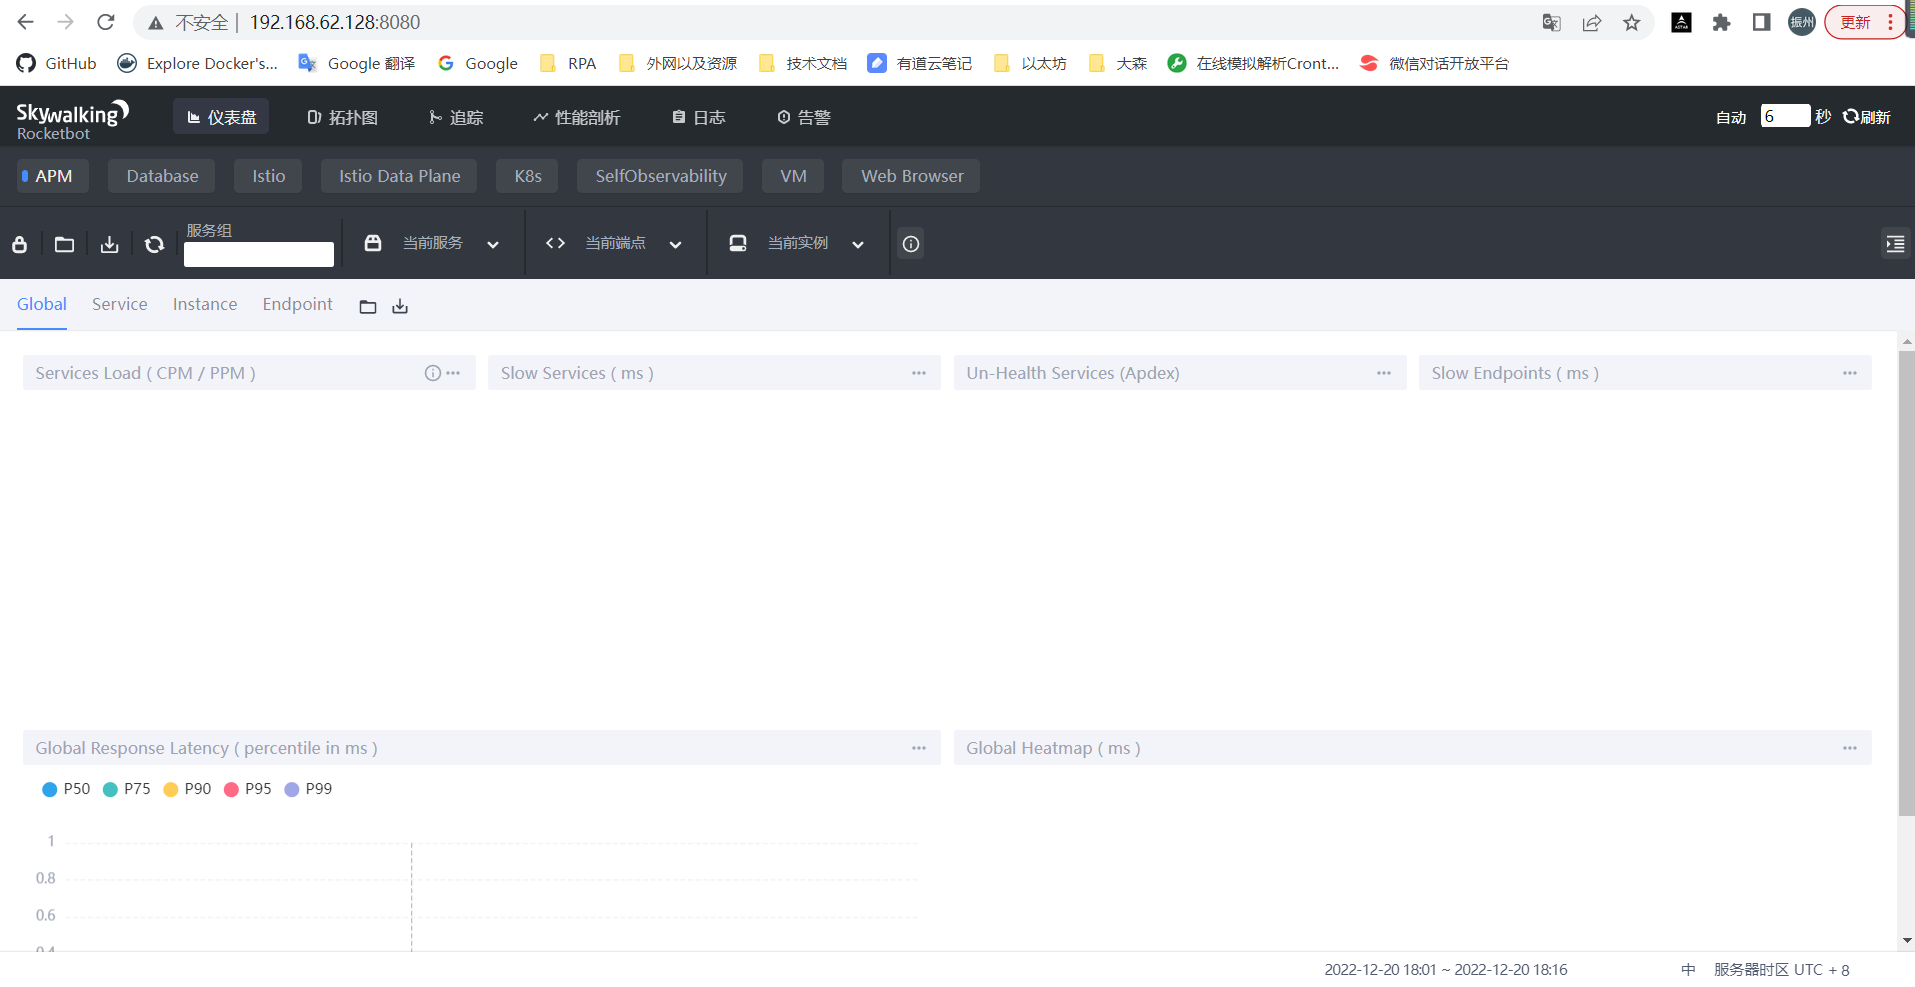 不安全 192.168.62.128:8080 振州 更新
GitHub Explore Docker's... Google 翻译 Google RPA 外网以及资源 技术文档 有道云笔记 以太坊 大森 在线模拟解析Cront... 微信对话开放平台
Skywalking
Rocketbot
仪表盘 拓扑图 追踪 性能剖析 日志 告警 自动 6 秒 刷新
APM Database Istio Istio Data Plane K8s SelfObservability VM Web Browser
服务组
当前服务 当前端点 当前实例
Global Service Instance Endpoint
Services Load ( CPM / PPM ) Slow Services ( ms ) Un-Health Services (Apdex) Slow Endpoints ( ms )
Global Response Latency ( percentile in ms ) Global Heatmap ( ms )
P50 P75 P90 P95 P99
1
0.8
0.6
0.4
2022-12-20 18:01 ~ 2022-12-20 18:16 中 服务器时区 UTC + 8